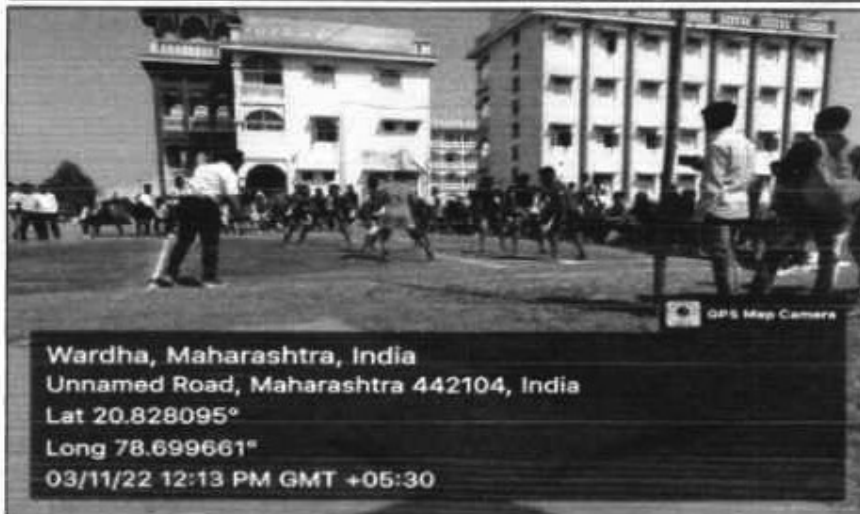 GPS Map Camera
Wardha, Maharashtra, India
Unnamed Road, Maharashtra 442104, India
Lat 20.828095°
Long 78.699661°
03/11/22 12:13 PM GMT +05:30